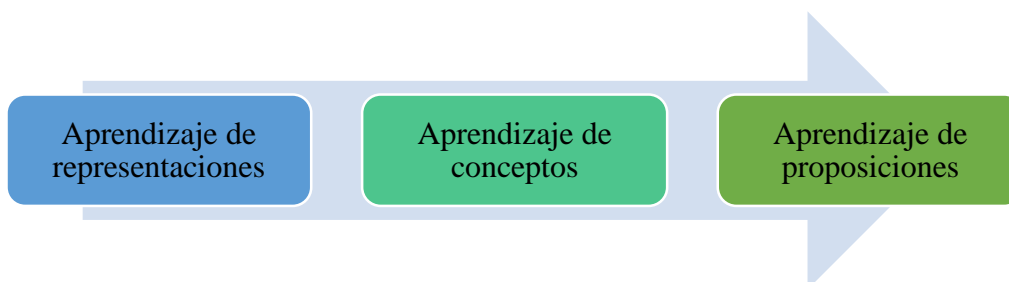 Aprendizaje de
representaciones
Aprendizaje de
conceptos
Aprendizaje de
proposiciones